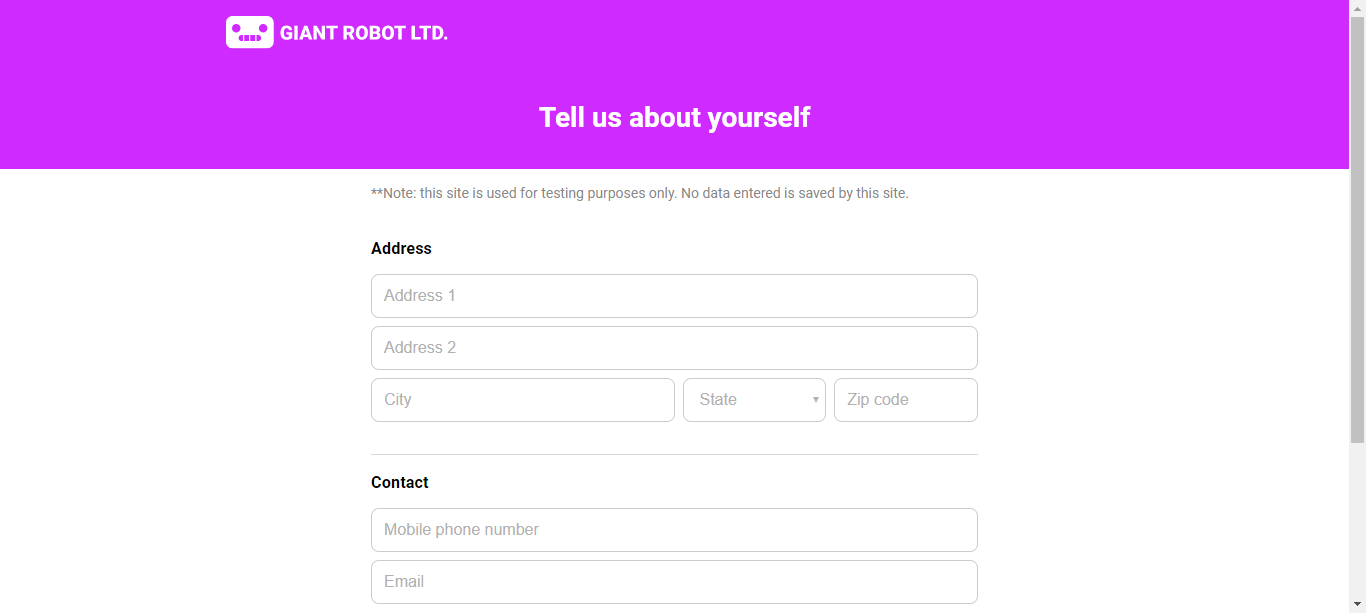 GIANT ROBOT LTD.
Tell us about yourself
**Note: this site is used for testing purposes only. No data entered is saved by this site.
Address
Address 1
Address 2
City State Zip code
Contact
Mobile phone number
Email